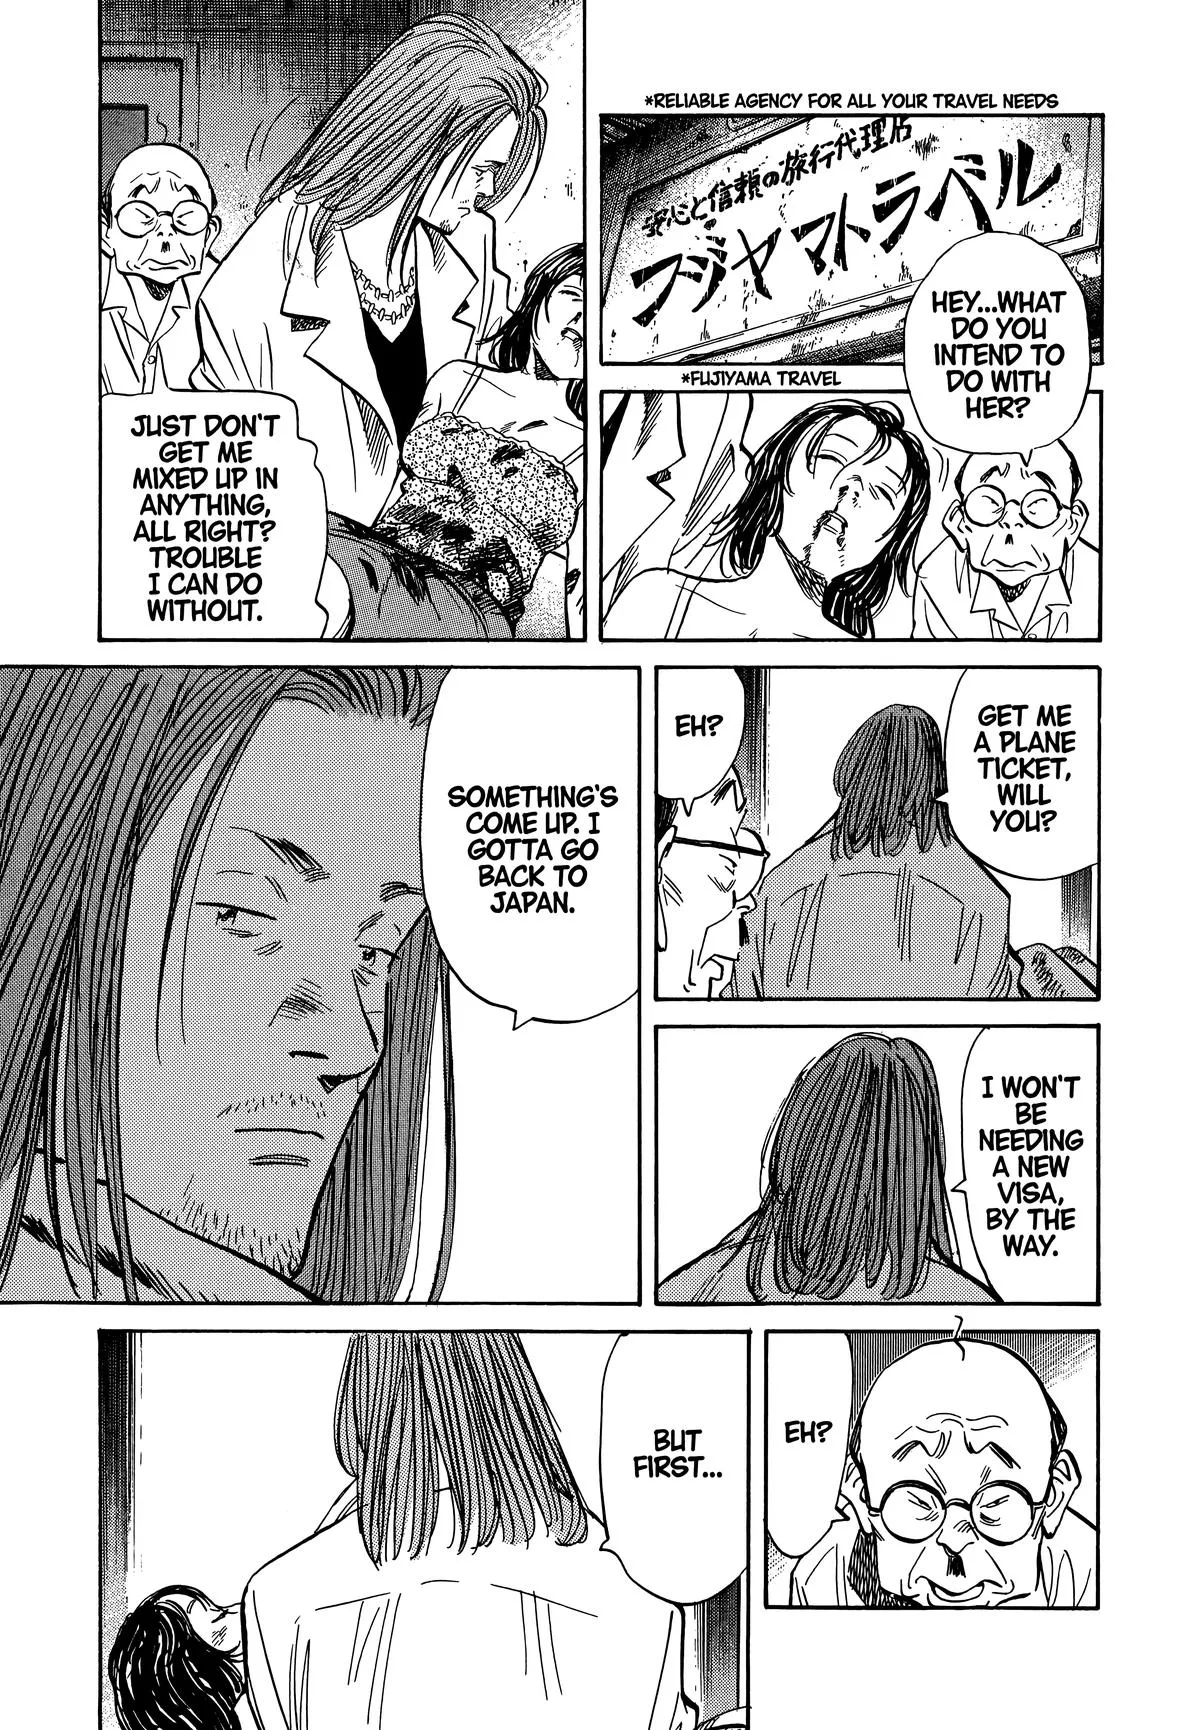 *RELIABLE AGENCY FOR ALL YOUR TRAVEL NEEDS
安心と信頼の旅行代理店
フジヤマトラベル
*FUJIYAMA TRAVEL
HEY...WHAT
DO YOU
INTEND TO
DO WITH
HER?
JUST DON'T
GET ME
MIXED UP IN
ANYTHING,
ALL RIGHT?
TROUBLE
I CAN DO
WITHOUT.
GET ME
A PLANE
TICKET,
WILL
YOU?
EH?
SOMETHING'S
COME UP. I
GOTTA GO
BACK TO
JAPAN.
I WON'T
BE
NEEDING
A NEW
VISA,
BY THE
WAY.
EH?
BUT
FIRST...